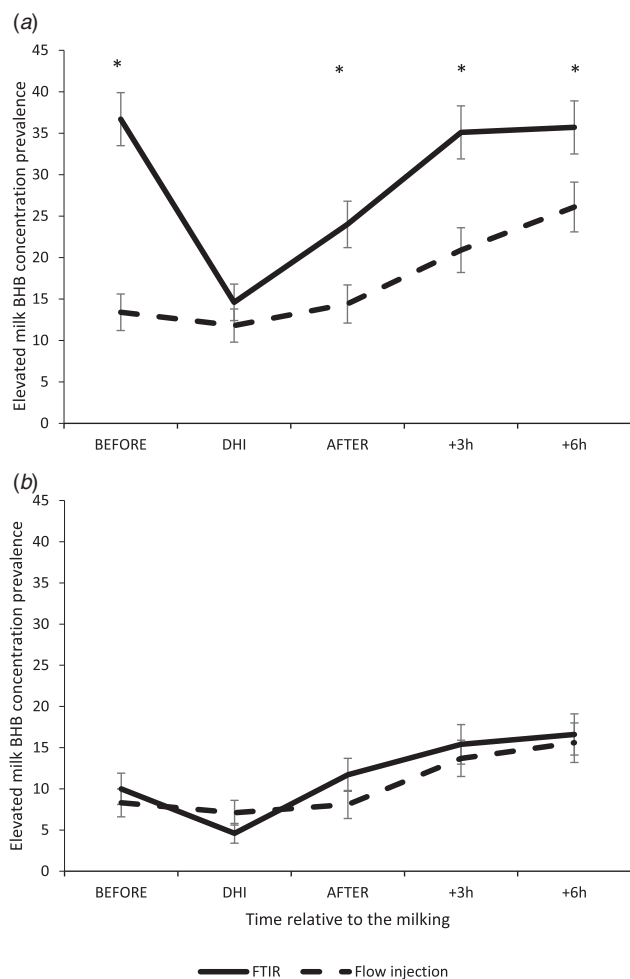 (a)
Elevated milk BHB concentration prevalence
45
40
35
30
25
20
15
10
5
0
* * * *
BEFORE DHI AFTER +3h +6h
(b)
Elevated milk BHB concentration prevalence
45
40
35
30
25
20
15
10
5
0
BEFORE DHI AFTER +3h +6h
Time relative to the milking
FTIR Flow injection